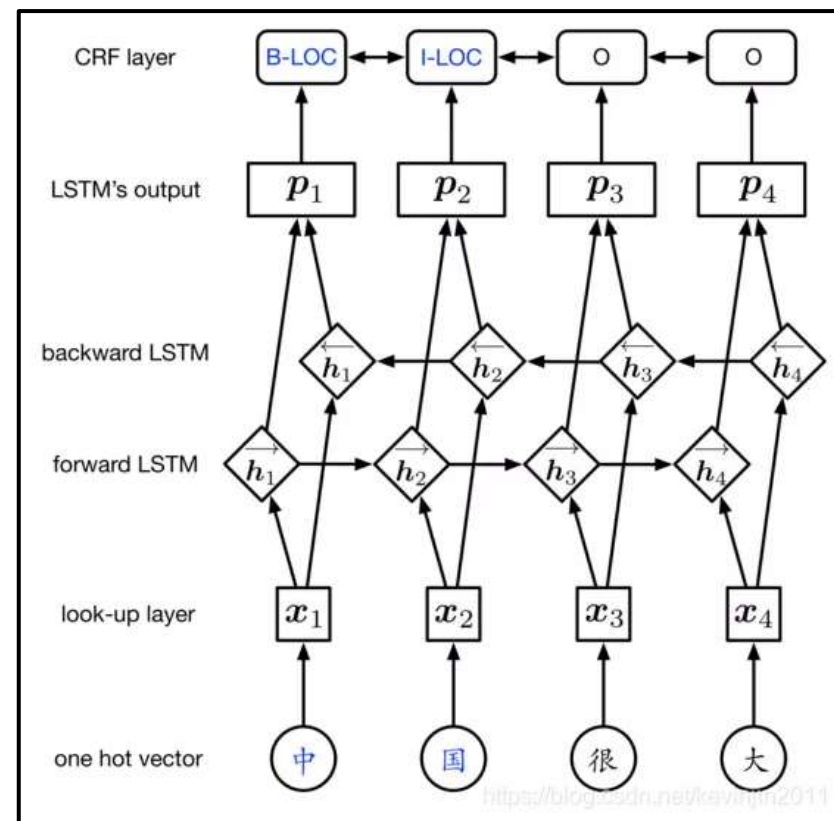 CRF layer B-LOC I-LOC O O
LSTM's output p1 p2 p3 p4
backward LSTM h1 h2 h3 h4
forward LSTM h1 h2 h3 h4
look-up layer x1 x2 x3 x4
one hot vector 中 国 很 大
https://blog.csdn.net/kevinjin2011